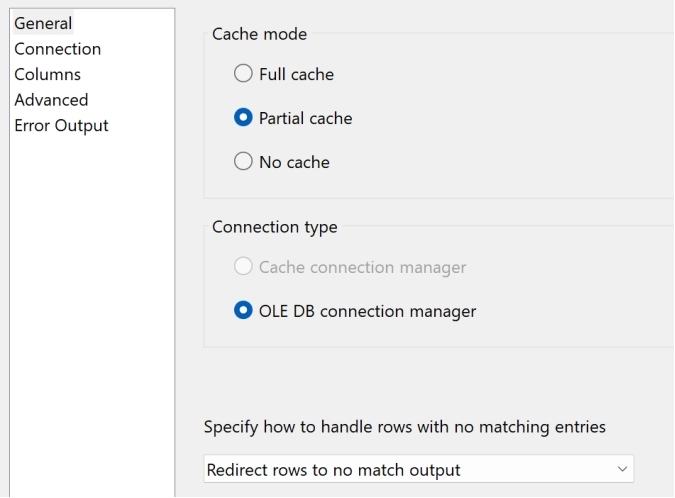 General
Connection
Columns
Advanced
Error Output
Cache mode
Full cache
Partial cache
No cache
Connection type
Cache connection manager
OLE DB connection manager
Specify how to handle rows with no matching entries
Redirect rows to no match output